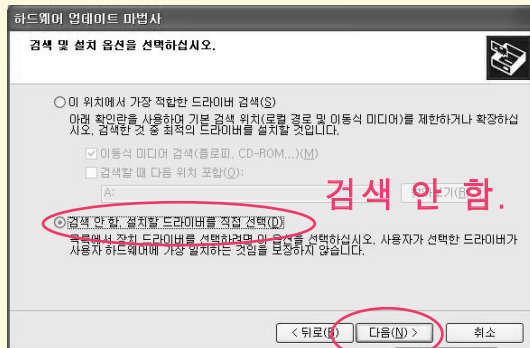 하드웨어 업데이트 마법사
검색 및 설치 옵션을 선택하십시오.
이 위치에서 가장 적합한 드라이버 검색(S)
아래 확인란을 사용하여 기본 검색 위치(로컬 경로 및 이동식 미디어)를 제한하거나 확장하십
시오. 검색한 것 중 최적의 드라이버를 설치할 것입니다.
이동식 미디어 검색(플로피, CD-ROM...)(M)
검색할 때 다음 위치 포함(O):
A:
검색 안 함.
검색 안 함. 설치할 드라이버를 직접 선택(D)
목록에서 장치 드라이버를 선택하려면 이 옵션을 선택하십시오. 사용자가 선택한 드라이버가
사용자 하드웨어에 가장 일치하는 것임을 보장하지 않습니다.
< 뒤로(B) 다음(N) > 취소